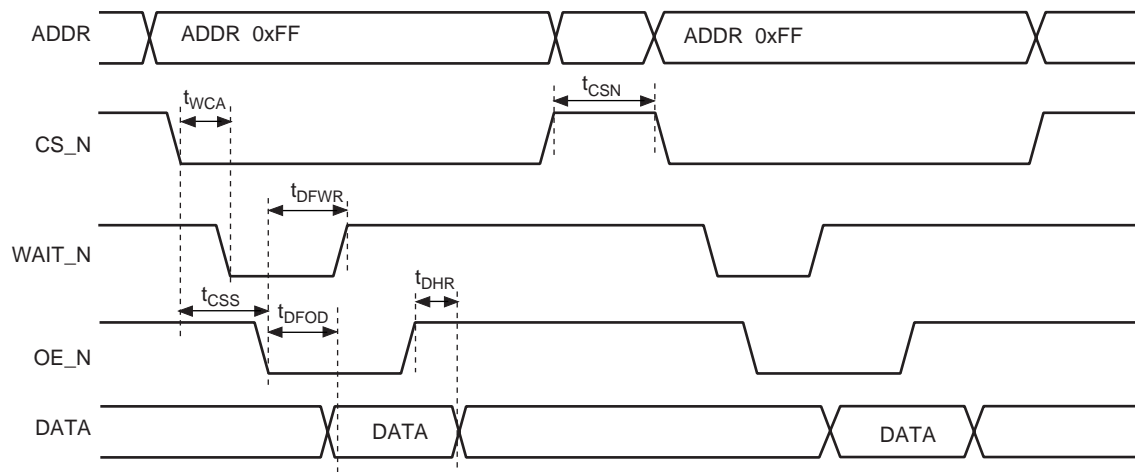 ADDR ADDR 0xFF ADDR 0xFF
tWCA tCSN
CS_N
tDFWR
WAIT_N
tDHR
tCSS tDFOD
OE_N
DATA DATA DATA